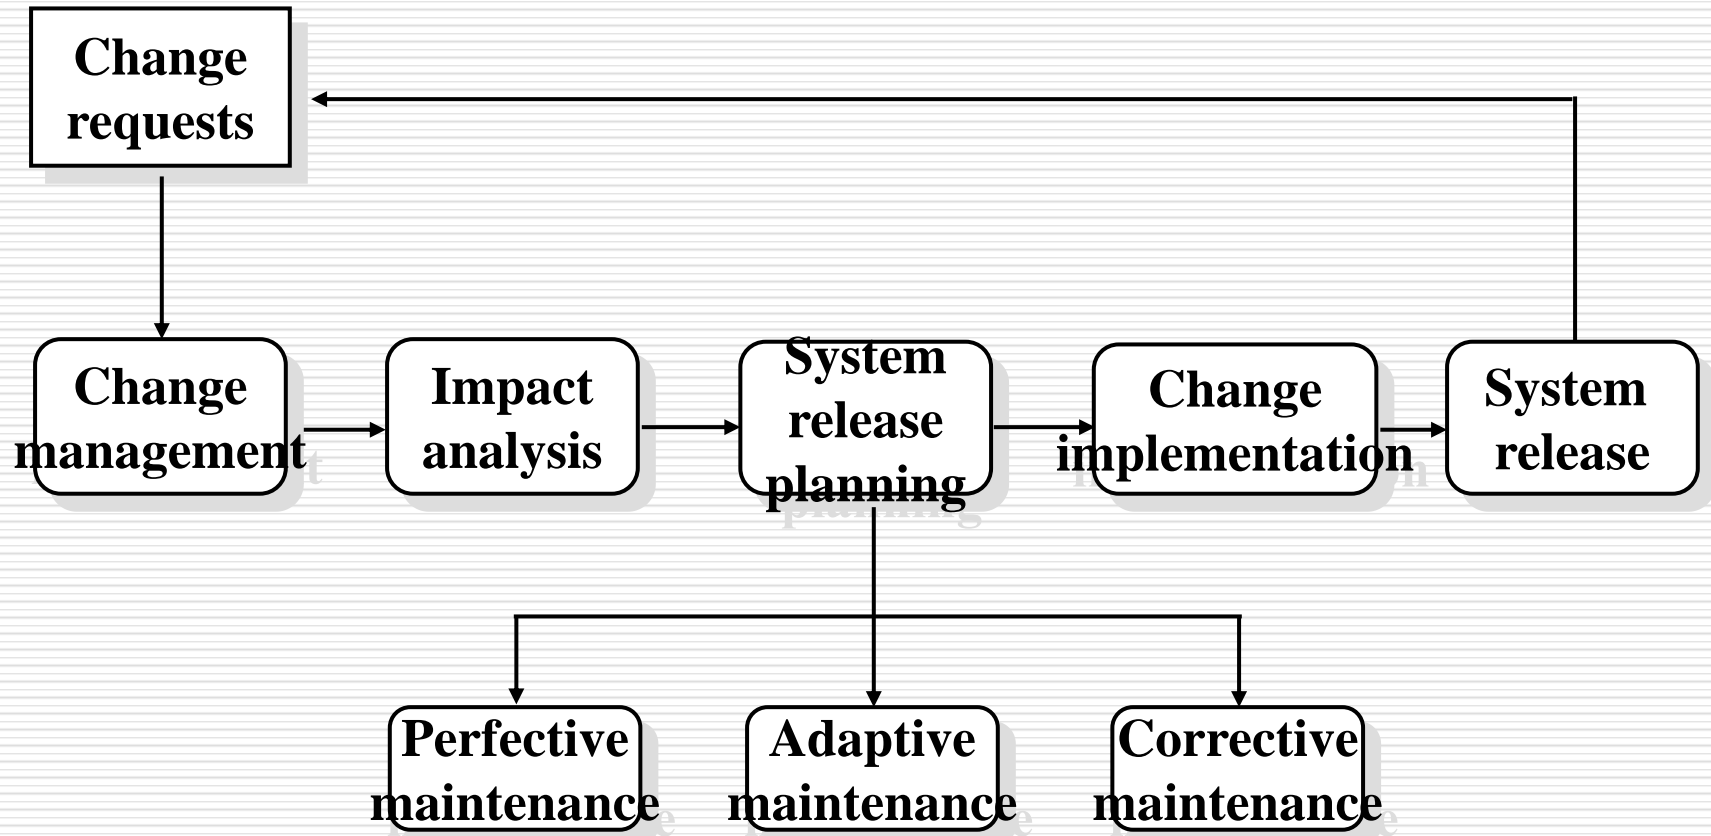 Change
requests
Change
management
Impact
analysis
System
release
planning
Change
implementation
System
release
Perfective
maintenance
Adaptive
maintenance
Corrective
maintenance